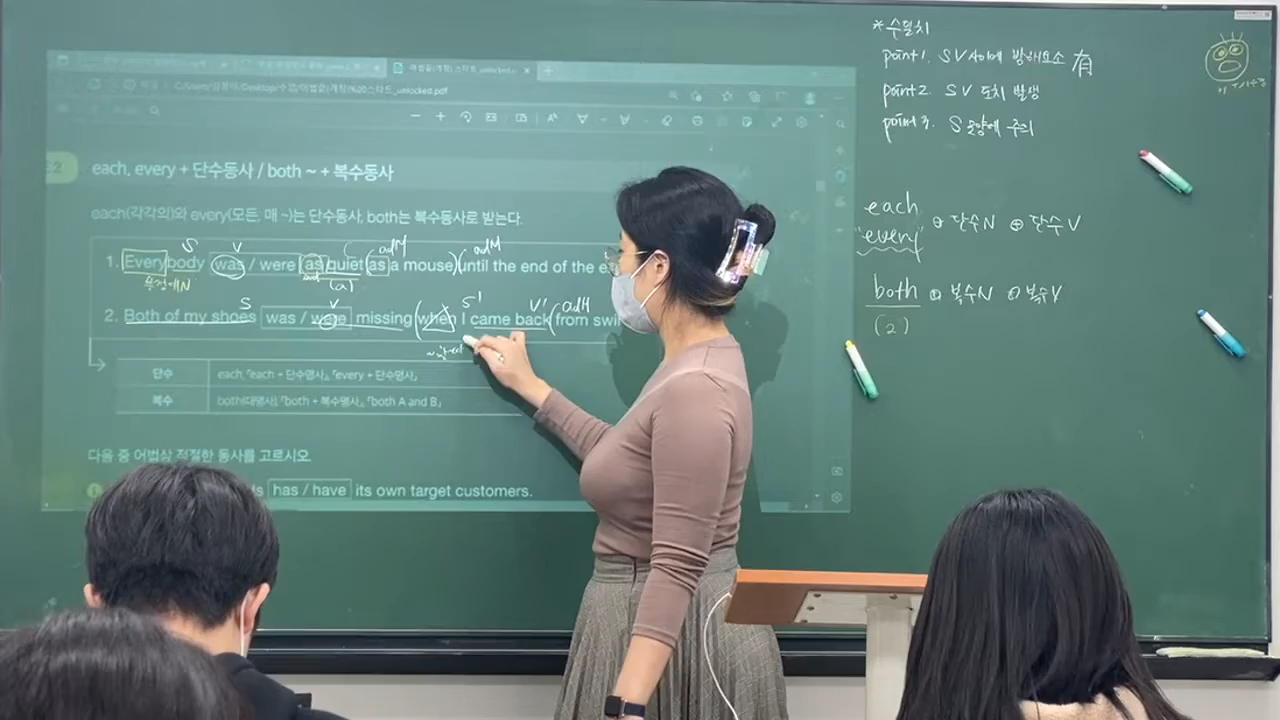 _unlocked.pdf
each, every + 단수동사 / both ~ + 복수동사
each(각각의)와 every(모든, 매 ~)는 단수동사, both는 복수동사로 받는다.
S V adM adM
1. Everybody was / were as quiet as a mouse until the end of the
S V S' V' adM
2. Both of my shoes was / were missing when I came back from
단수 each, 「each + 단수명사」, 「every + 단수명사」
복수 both(대명사), 「both + 복수명사」, 「both A and B」
다음 중 어법상 적절한 동사를 고르시오.
has / have its own target customers.
*수일치
point1. SV사이에 방해요소 有
point2. SV 도치 발생
point3. S 모양에 주의
each
"every" ⊕ 단수N ⊕ 단수V
both ⊕ 복수N ⊕ 복수V
(2)